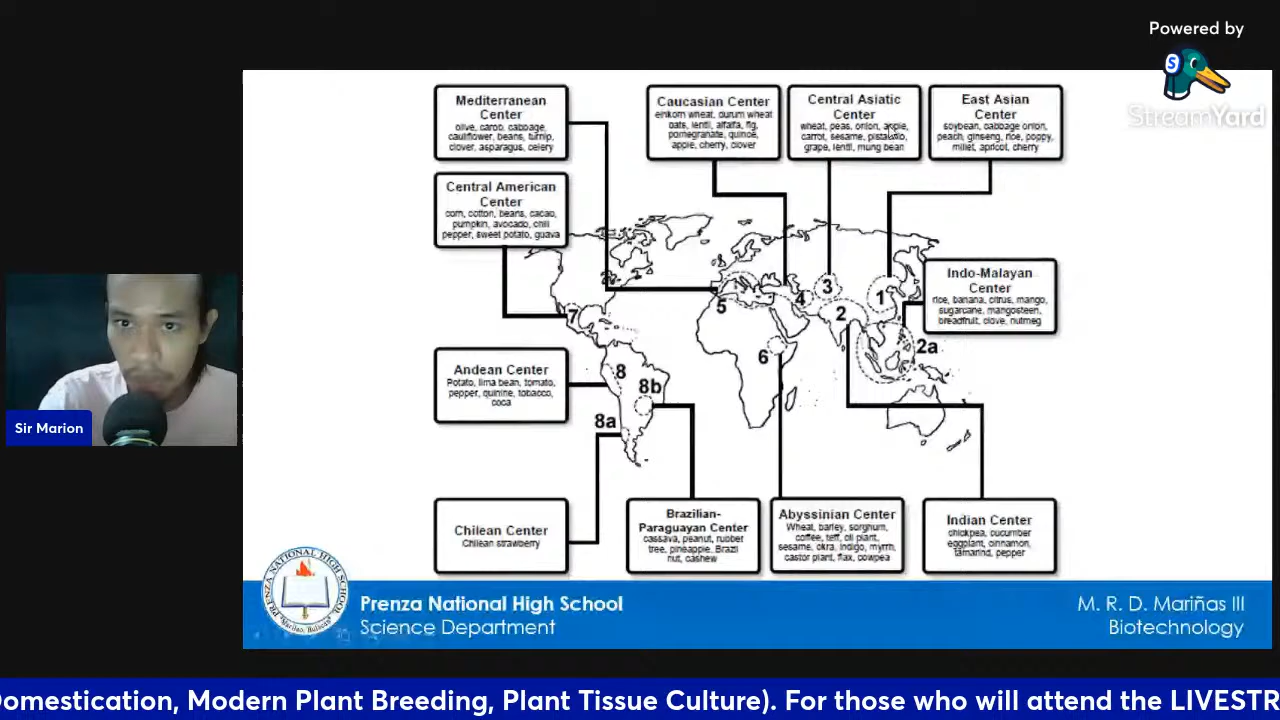 Powered by
StreamYard
Mediterranean
Center
olive, carob, cabbage,
cauliflower, beans, turnip,
clover, asparagus, celery
Caucasian Center
einkorn wheat, durum wheat
oats, lentil, alfalfa, fig,
pomegranate, quince,
apple, cherry, clover
Central Asiatic
Center
wheat, peas, onion, apple,
carrot, sesame, pistachio,
grape, lentil, mung bean
East Asian
Center
soybean, cabbage onion,
peach, ginseng, rice, poppy,
millet, apricot, cherry
Central American
Center
corn, cotton, beans, cacao,
pumpkin, avocado, chili
pepper, sweet potato, guava
Indo-Malayan
Center
rice, banana, citrus, mango,
sugarcane, mangosteen,
breadfruit, clove, nutmeg
3
4
1
5
7
2
2a
6
8
8b
8a
Andean Center
Potato, lima bean, tomato,
pepper, quinine, tobacco,
coca
Sir Marion
Chilean Center
Chilean strawberry
Brazilian-
Paraguayan Center
cassava, peanut, rubber
tree, pineapple. Brazil
nut, cashew
Abyssinian Center
Wheat, barley, sorghum,
coffee, teff, oil plant,
sesame, okra, indigo, myrrh,
castor plant, flax, cowpea
Indian Center
chickpea, cucumber
eggplant, cinnamon,
tamarind, pepper
PRENZA NATIONAL HIGH SCHOOL
Prenza National High School
Science Department
M. R. D. Mariñas III
Biotechnology
Domestication, Modern Plant Breeding, Plant Tissue Culture). For those who will attend the LIVESTR